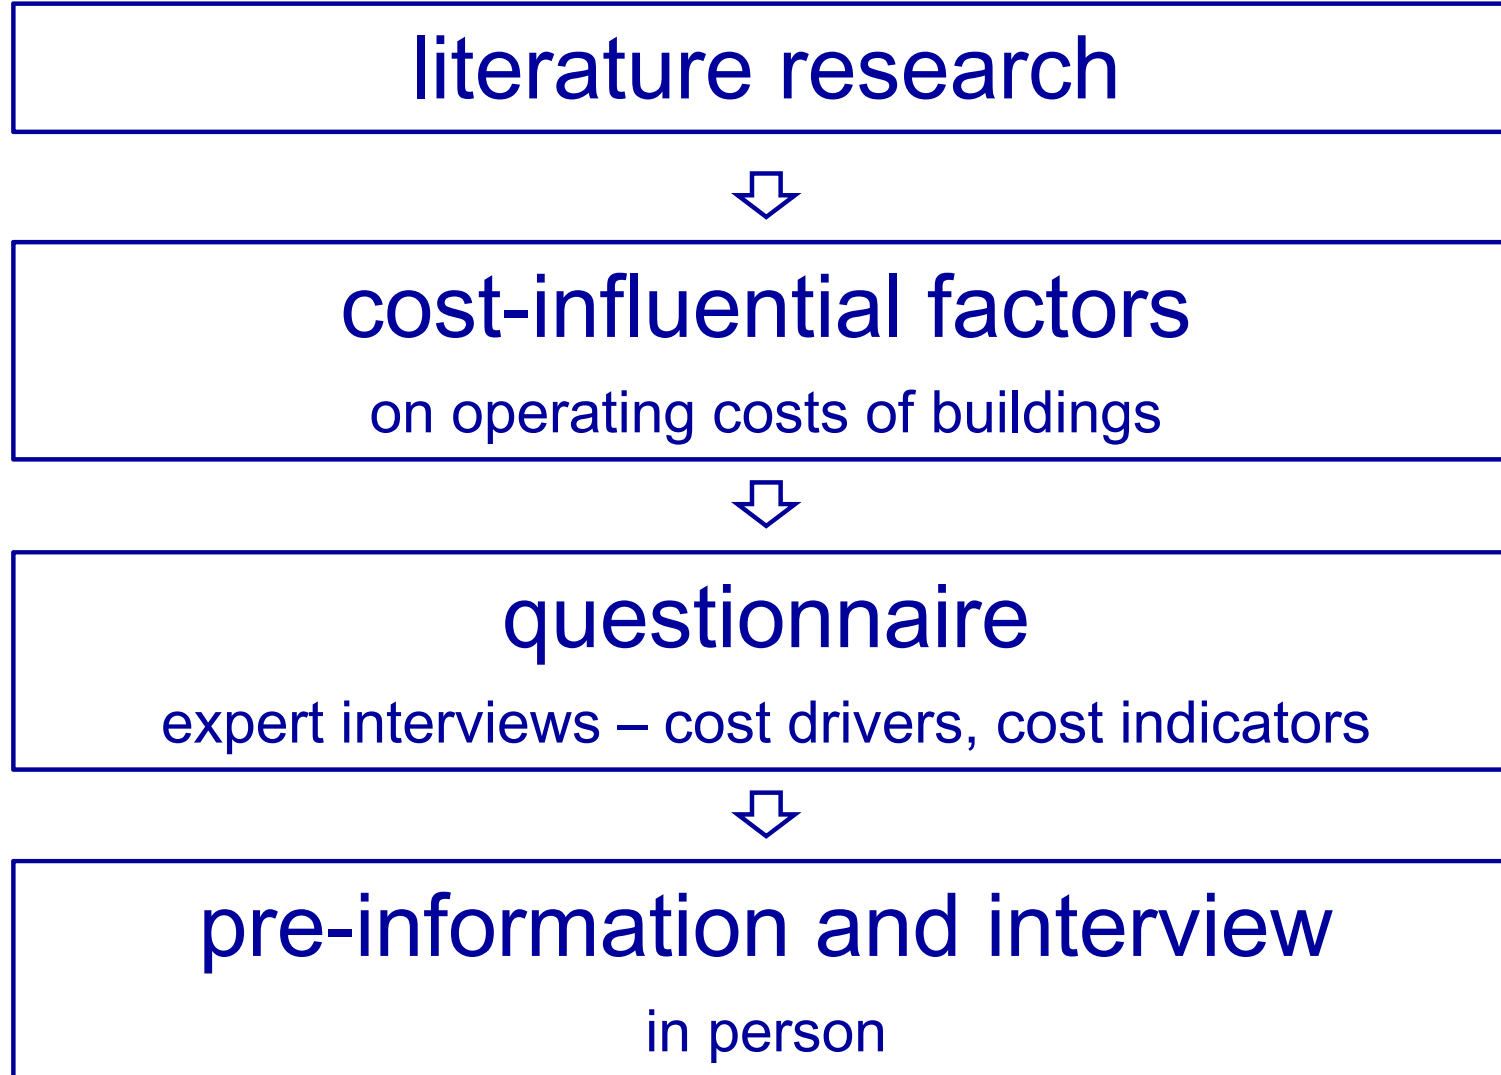 literature research
cost-influential factors
on operating costs of buildings
questionnaire
expert interviews – cost drivers, cost indicators
pre-information and interview
in person